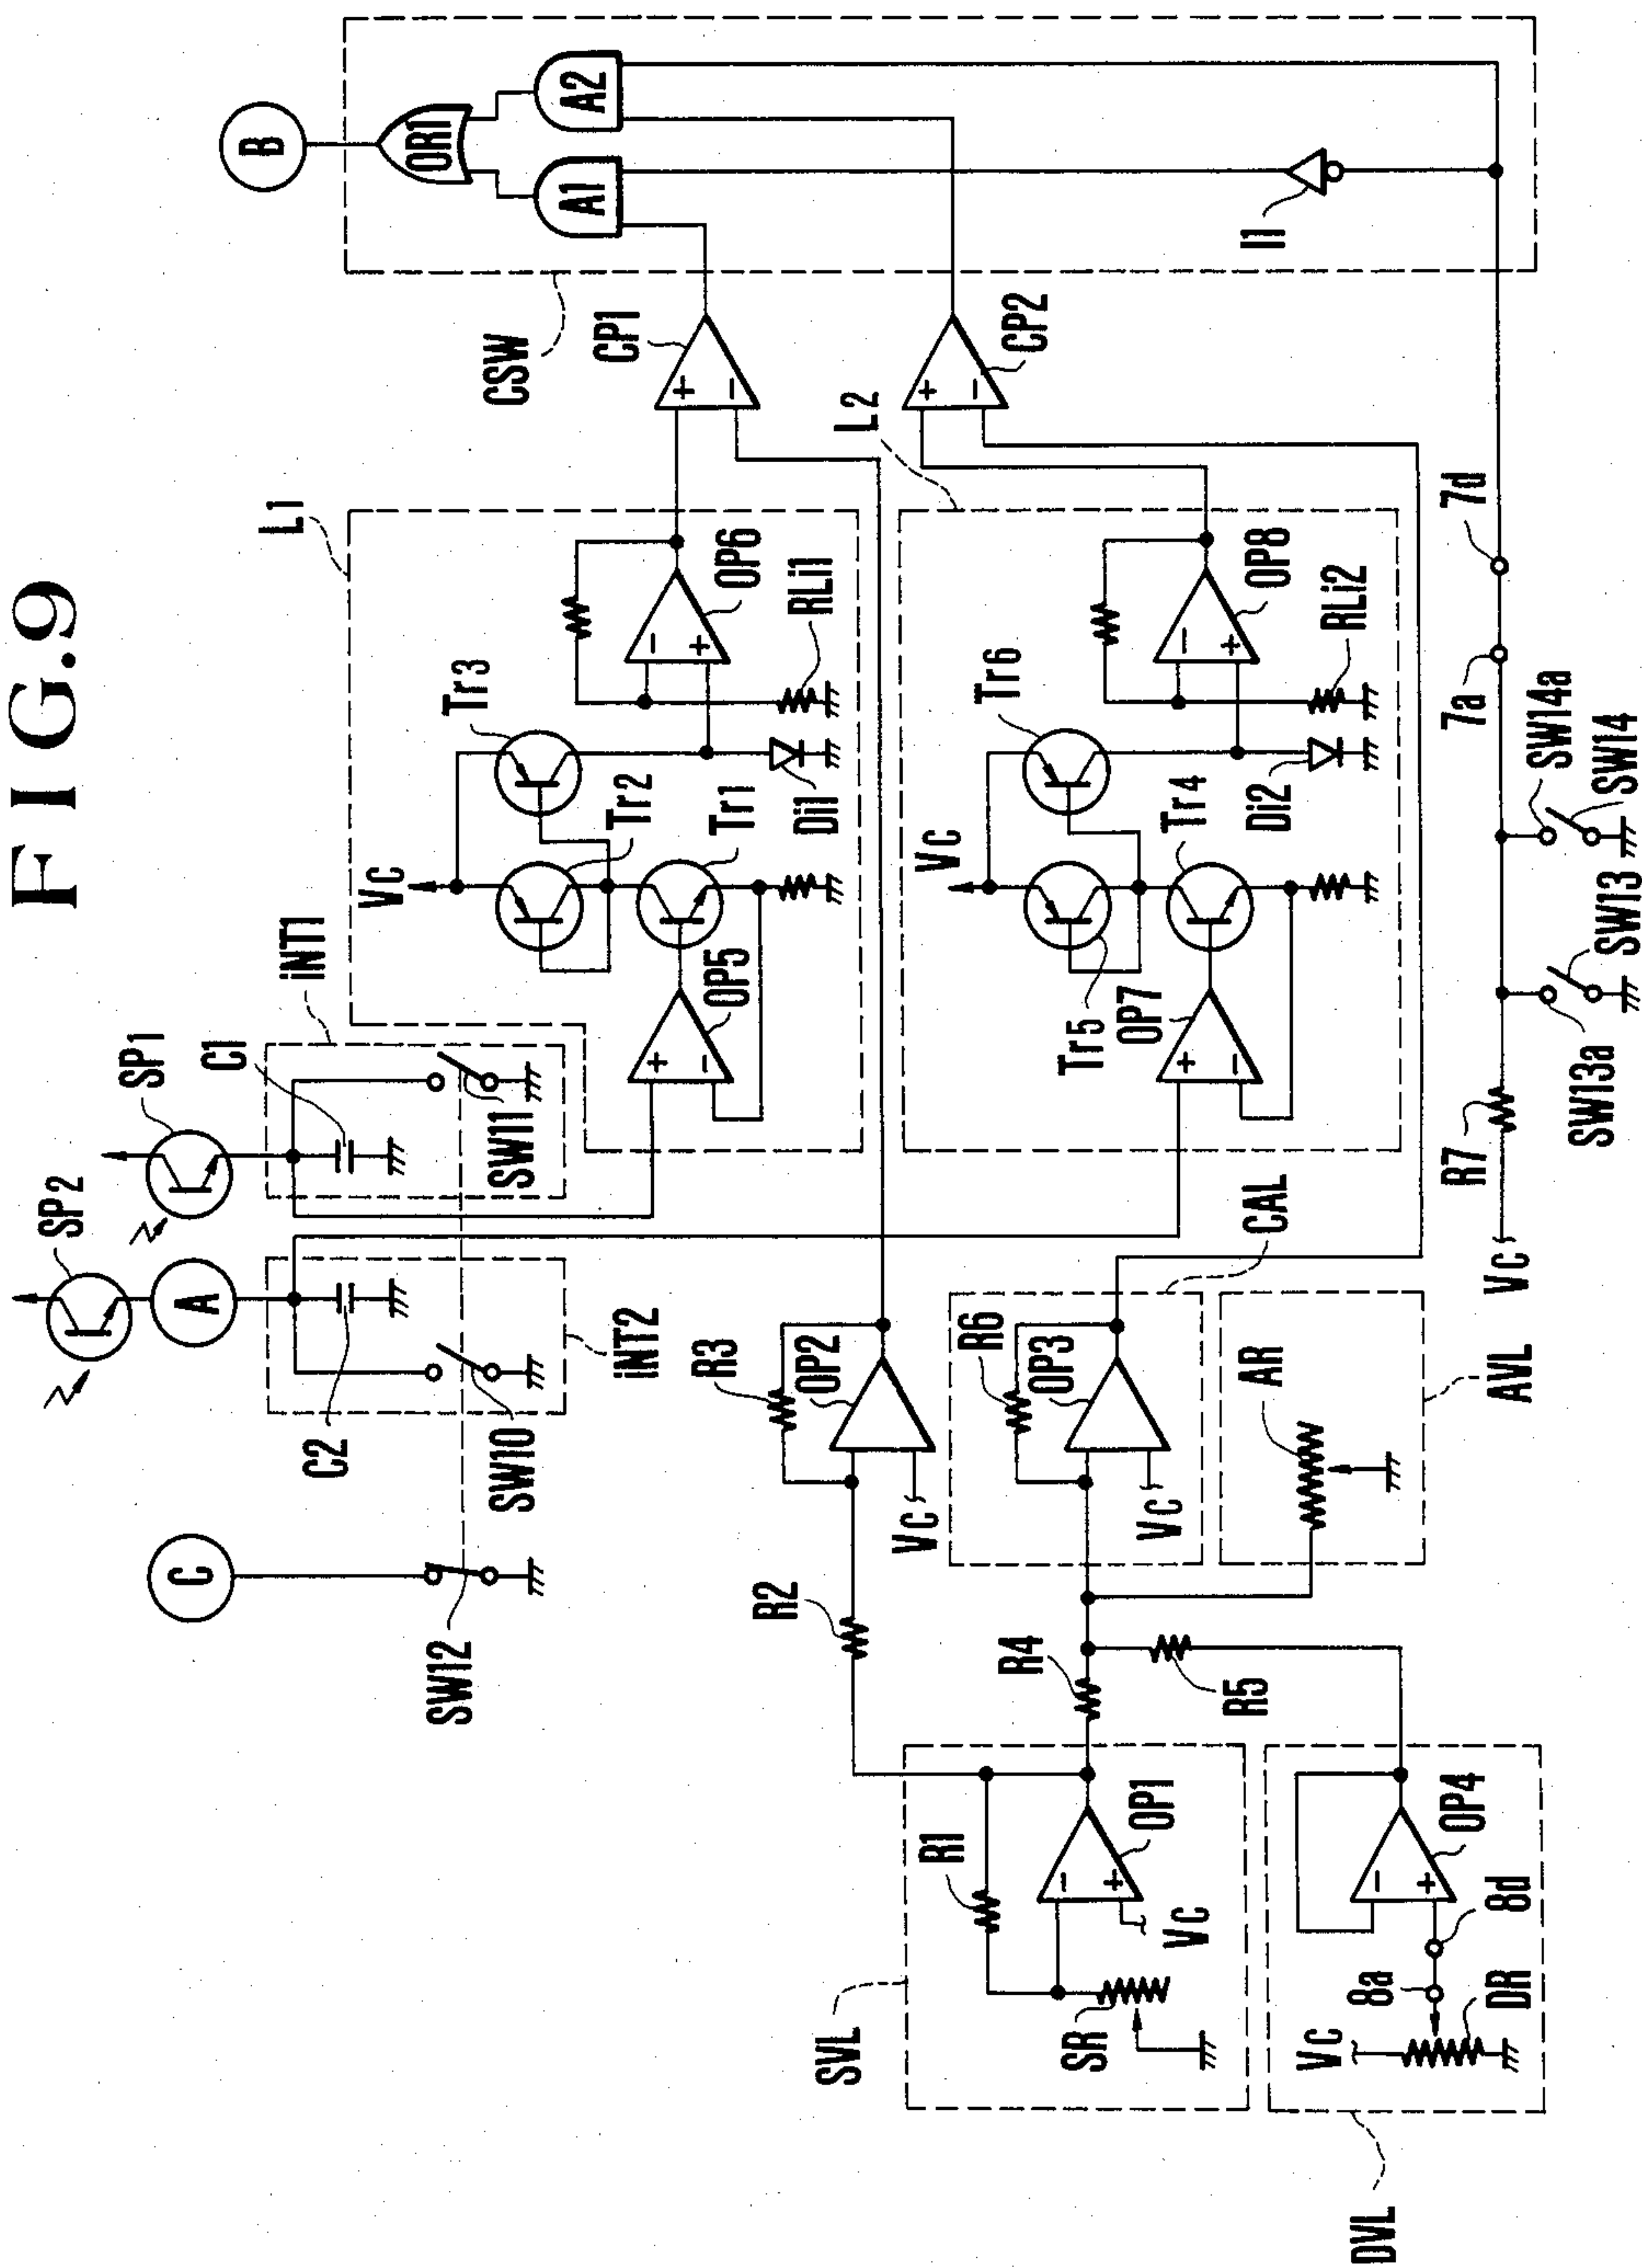 FIG.9
SP2
SP1
A
C
B
C1
C2
iNT1
iNT2
SW11
SW10
SW12
L1
Vc
Tr3
Tr2
Tr1
OP5
+
−
OP6
−
+
RLi1
Di1
CSW
CP1
+
−
OR1
A1
A2
I1
L2
CP2
+
−
Vc
Tr6
Tr5
Tr4
OP7
+
−
OP8
−
+
RLi2
Di2
R3
OP2
Vc
R2
R6
OP3
Vc
CAL
AR
AVL
R4
R5
SVL
R1
OP1
−
+
Vc
SR
DVL
OP4
−
+
8d
8a
Vc
DR
Vc
R7
SW13a
SW13
SW14a
SW14
7a
7d